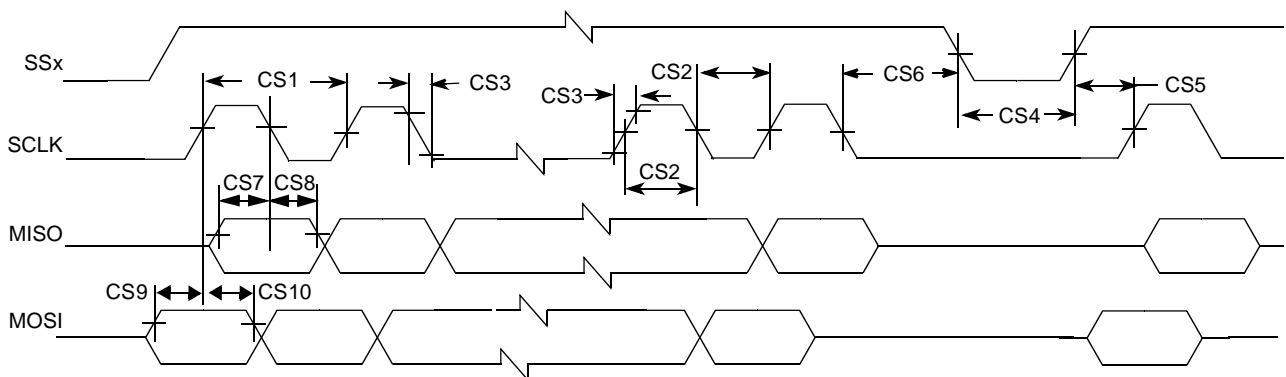 SSx
CS1
CS3
CS3
CS2
CS6
CS4
CS5
SCLK
CS2
CS7
CS8
MISO
CS9
CS10
MOSI